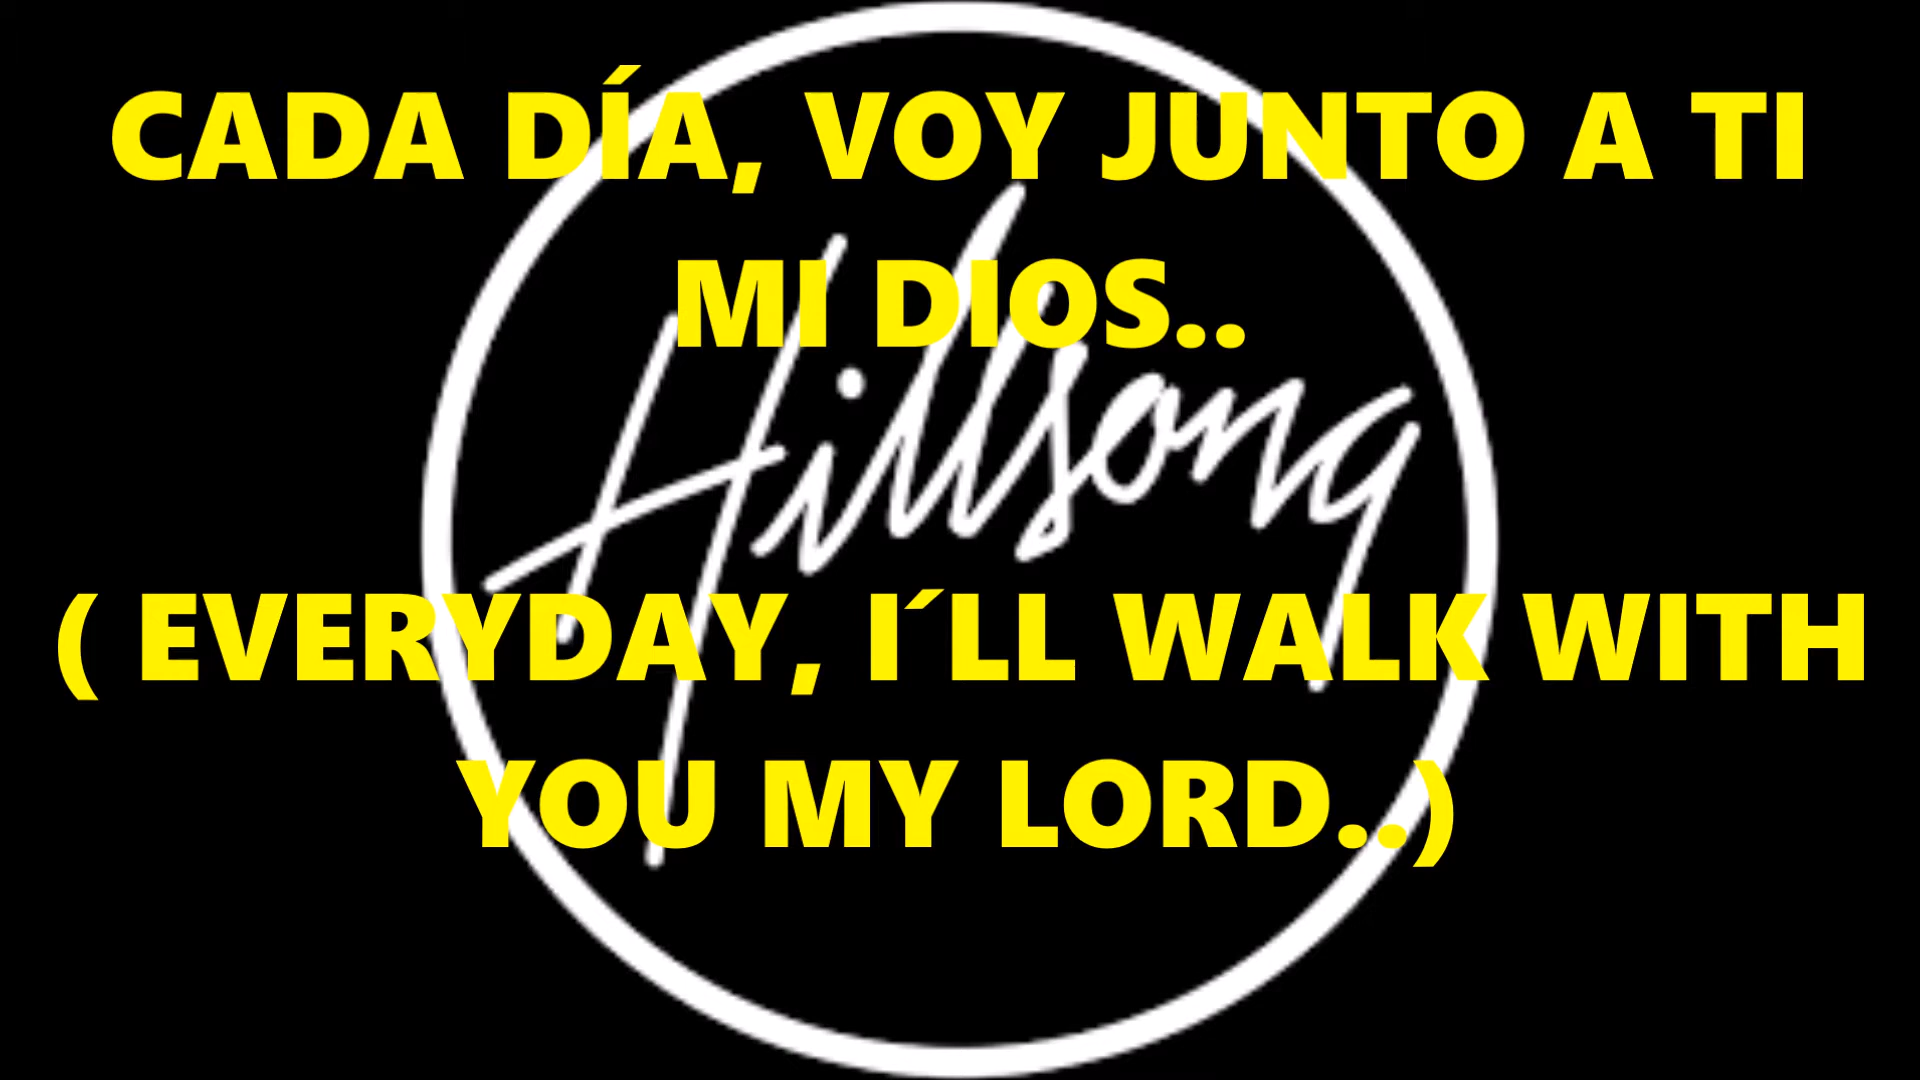 CADA DÍA, VOY JUNTO A TI
MI DIOS..
Hillsong
( EVERYDAY, I´LL WALK WITH
YOU MY LORD..)